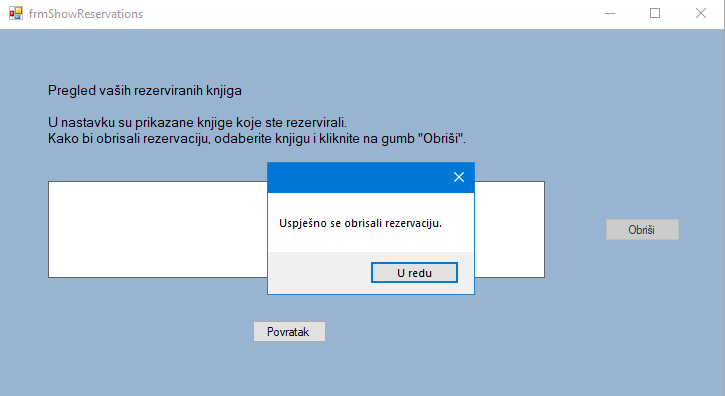 frmShowReservations
Pregled vaših rezerviranih knjiga
U nastavku su prikazane knjige koje ste rezervirali.
Kako bi obrisali rezervaciju, odaberite knjigu i kliknite na gumb "Obriši".
Uspješno se obrisali rezervaciju.
Obriši
U redu
Povratak